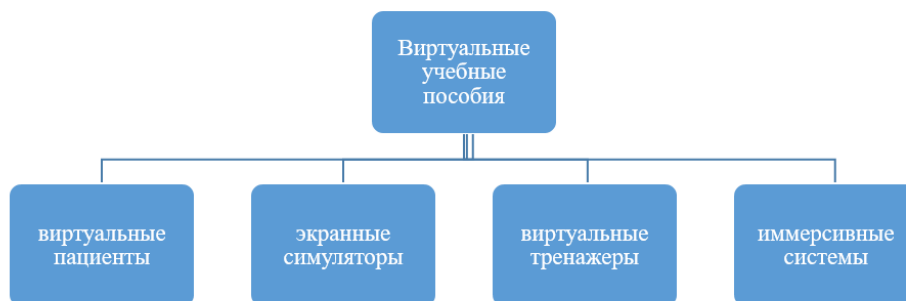 Виртуальные
учебные
пособия
виртуальные
пациенты
экранные
симуляторы
виртуальные
тренажеры
иммерсивные
системы